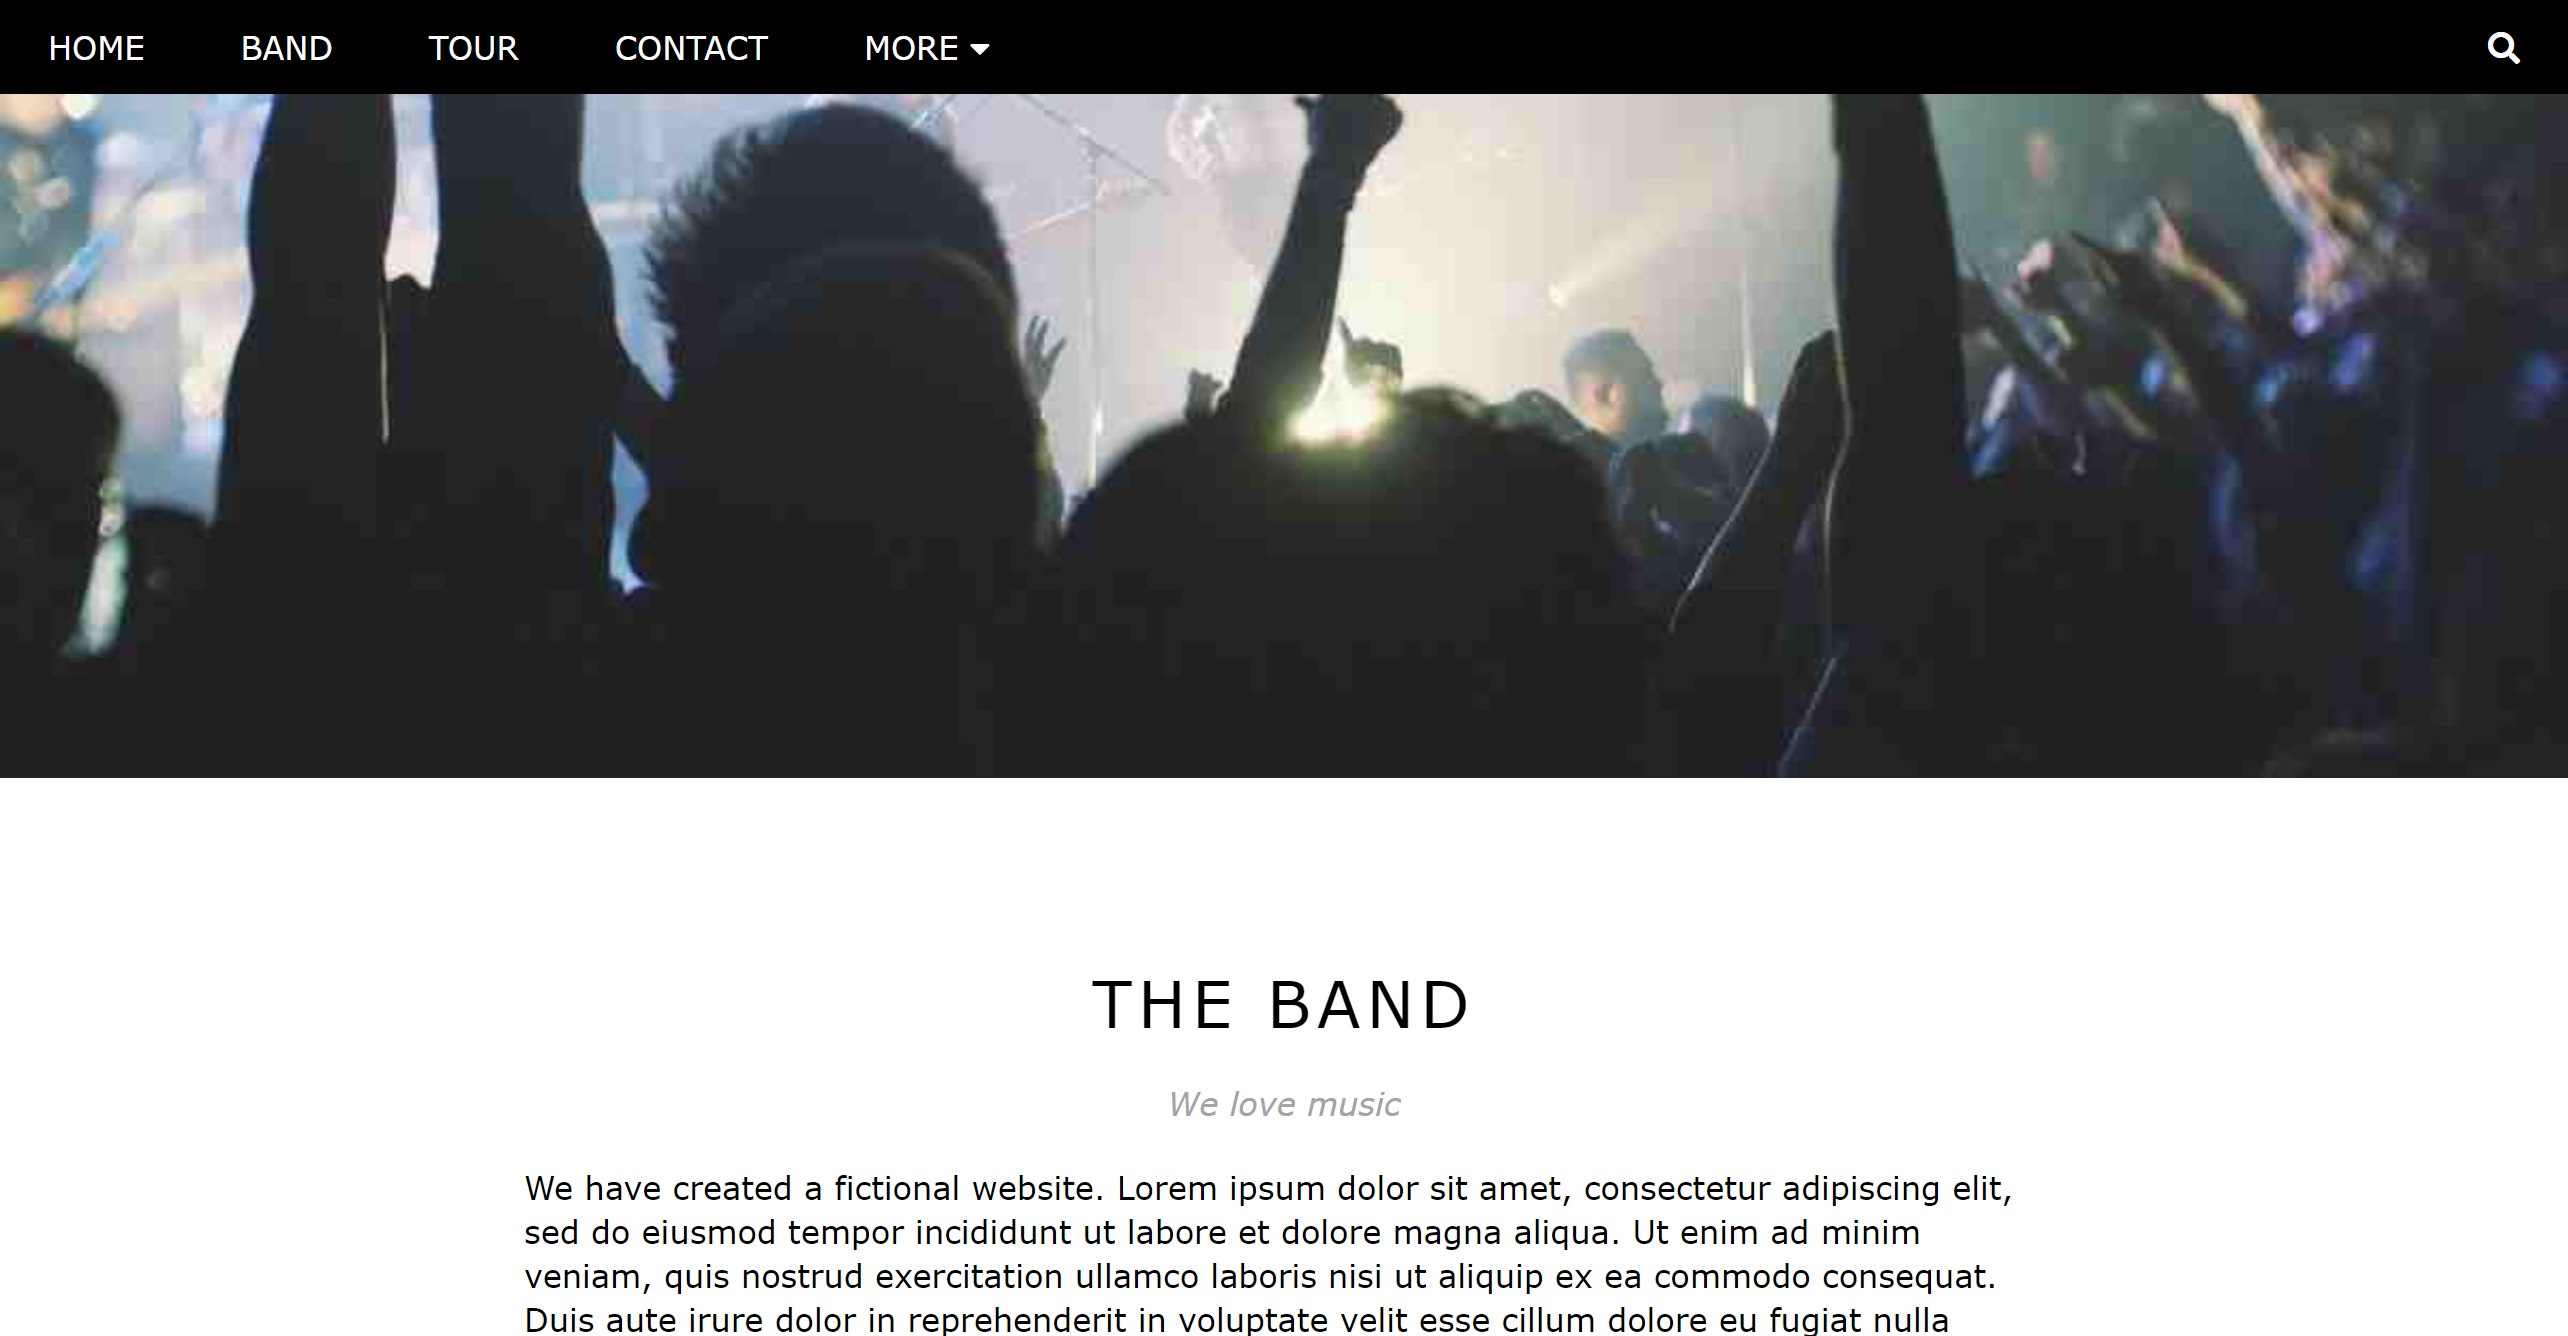 HOME BAND TOUR CONTACT MORE
THE BAND
We love music
We have created a fictional website. Lorem ipsum dolor sit amet, consectetur adipiscing elit,
sed do eiusmod tempor incididunt ut labore et dolore magna aliqua. Ut enim ad minim
veniam, quis nostrud exercitation ullamco laboris nisi ut aliquip ex ea commodo consequat.
Duis aute irure dolor in reprehenderit in voluptate velit esse cillum dolore eu fugiat nulla